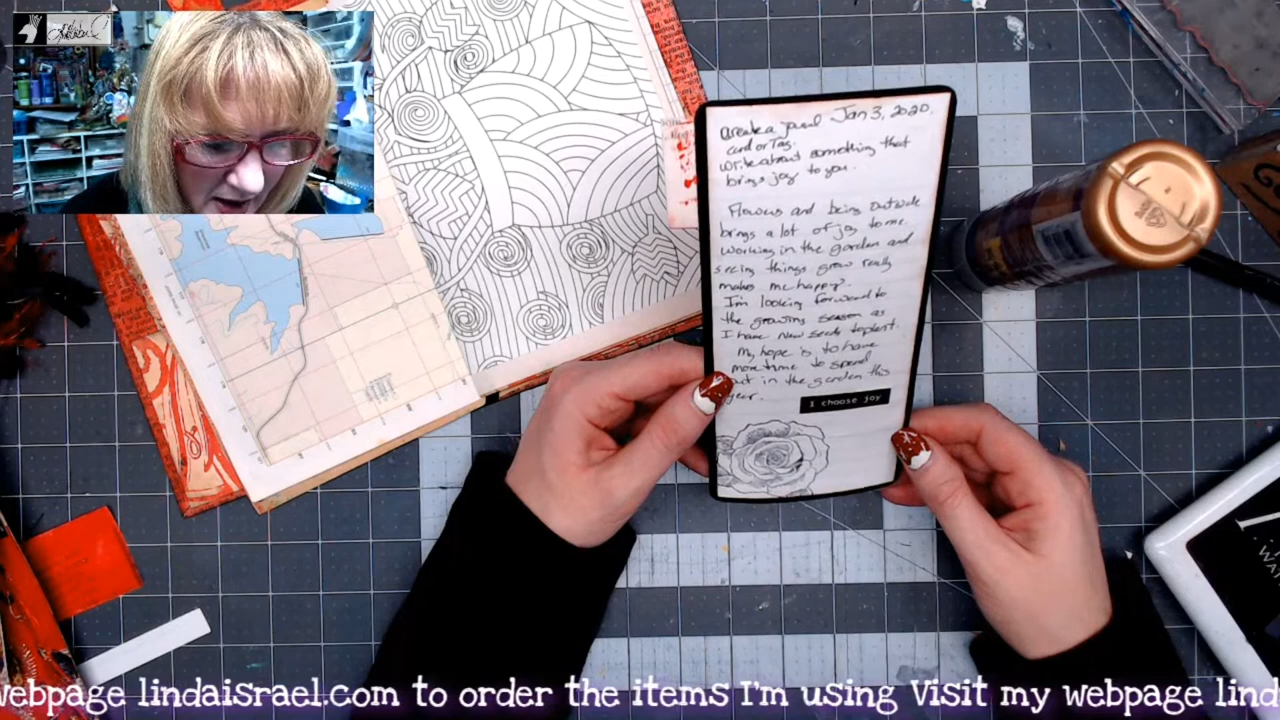 create a journal Jan 3, 2020.
card or Tag.
write about something that
brings joy to you.
Flowers and being outside
brings a lot of joy to me.
working in the garden and
seeing things grow really
makes me happy.
I'm looking forward to
the growing season as
I have new seeds to plant.
my hope is to have
more time to spend
out in the garden this
year.
I choose joy
webpage lindaisrael.com to order the items I'm using Visit my webpage lind